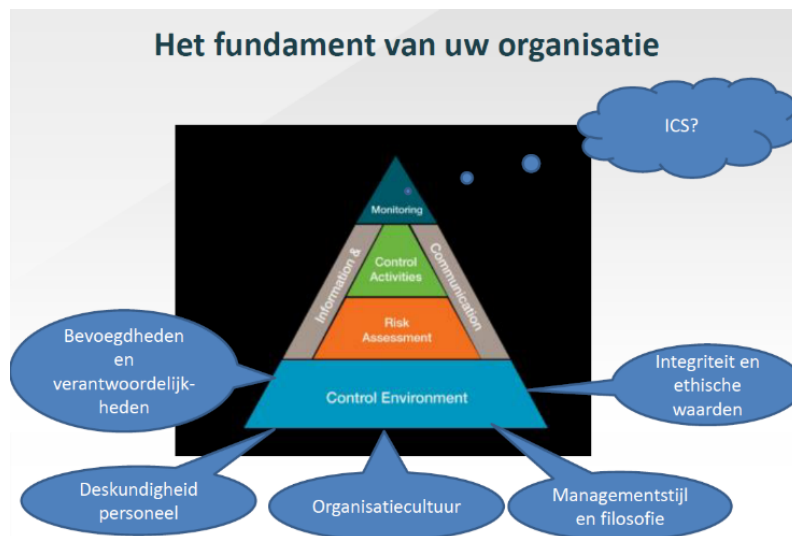 Het fundament van uw organisatie
ICS?
Monitoring
Information &
Communication
Control
Activities
Risk
Assessment
Control Environment
Bevoegdheden
en
verantwoordelijk-
heden
Integriteit en
ethische
waarden
Deskundigheid
personeel
Organisatiecultuur
Managementstijl
en filosofie